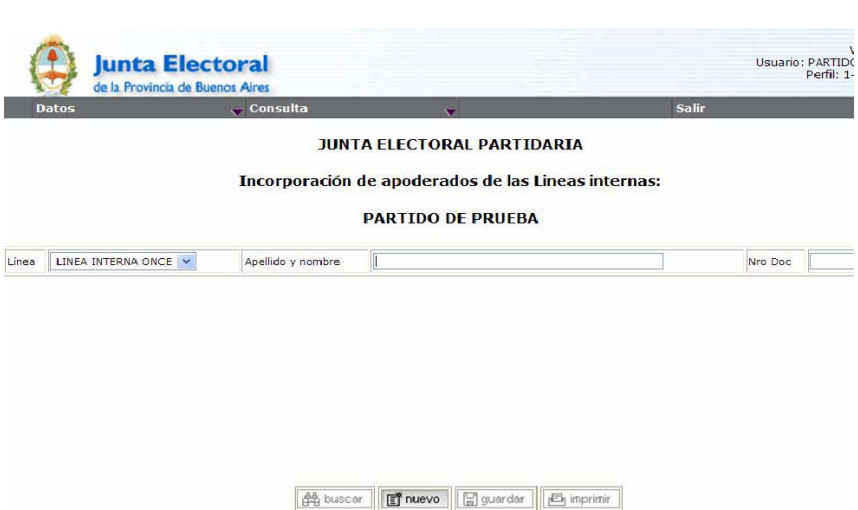 Junta Electoral
de la Provincia de Buenos Aires
Usuario: PARTIDO
Perfil: 1-
Datos Consulta Salir
JUNTA ELECTORAL PARTIDARIA
Incorporación de apoderados de las Lineas internas:
PARTIDO DE PRUEBA
Línea LINEA INTERNA ONCE Apellido y nombre Nro Doc
buscar nuevo guardar imprimir